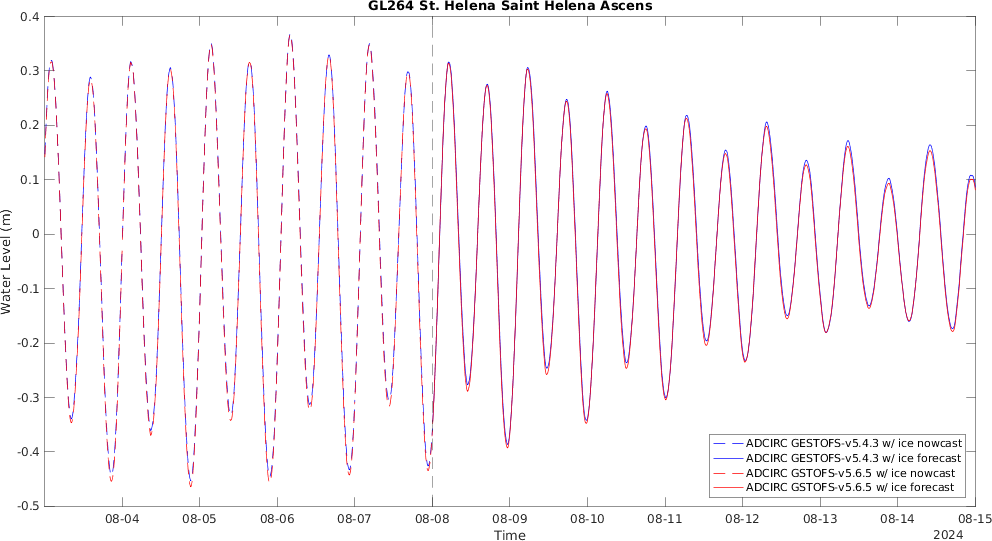 GL264 St. Helena Saint Helena Ascens
0.4
0.3
0.2
0.1
0
-0.1
-0.2
-0.3
-0.4
-0.5
Water Level (m)
ADCIRC GESTOFS-v5.4.3 w/ ice nowcast
ADCIRC GESTOFS-v5.4.3 w/ ice forecast
ADCIRC GSTOFS-v5.6.5 w/ ice nowcast
ADCIRC GSTOFS-v5.6.5 w/ ice forecast
08-04 08-05 08-06 08-07 08-08 08-09 08-10 08-11 08-12 08-13 08-14 08-15
Time
2024